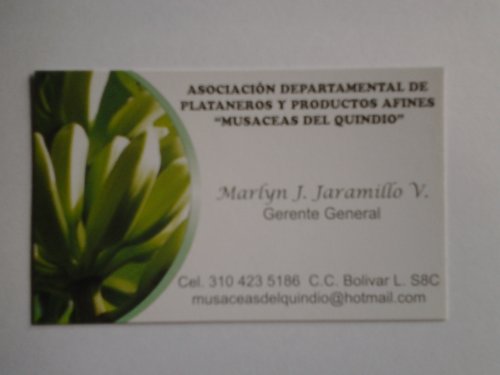 ASOCIACIÓN DEPARTAMENTAL DE
PLATANEROS Y PRODUCTOS AFINES
“MUSACEAS DEL QUINDIO”
Marlyn J. Jaramillo V.
Gerente General
Cel. 310 423 5186 C.C. Bolivar L. S8C
musaceasdelquindio@hotmail.com